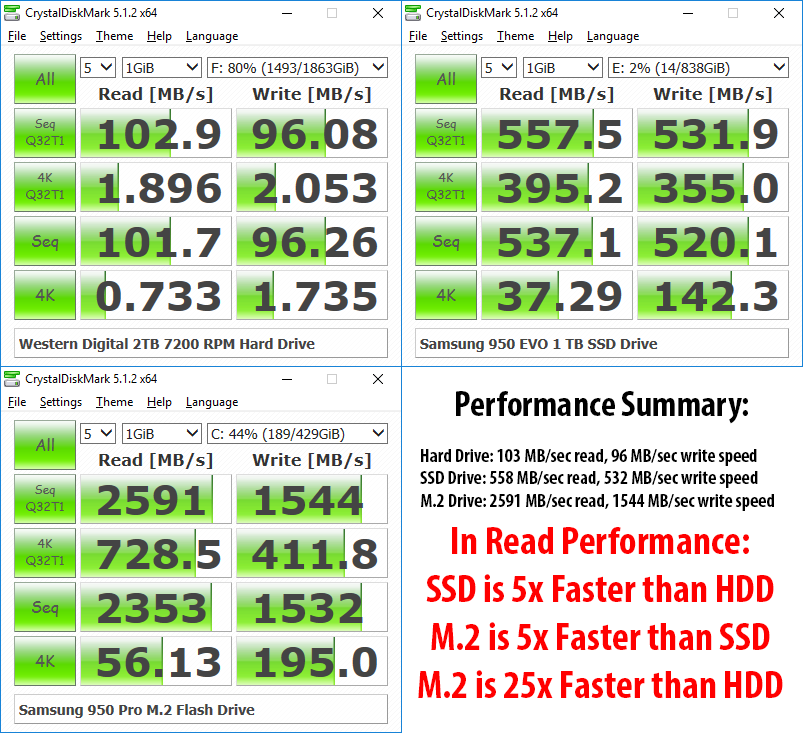 CrystalDiskMark 5.1.2 x64
File Settings Theme Help Language
All 5 1GiB F: 80% (1493/1863GiB)
Read [MB/s] Write [MB/s]
Seq Q32T1 102.9 96.08
4K Q32T1 1.896 2.053
Seq 101.7 96.26
4K 0.733 1.735
Western Digital 2TB 7200 RPM Hard Drive
CrystalDiskMark 5.1.2 x64
File Settings Theme Help Language
All 5 1GiB E: 2% (14/838GiB)
Read [MB/s] Write [MB/s]
Seq Q32T1 557.5 531.9
4K Q32T1 395.2 355.0
Seq 537.1 520.1
4K 37.29 142.3
Samsung 950 EVO 1 TB SSD Drive
CrystalDiskMark 5.1.2 x64
File Settings Theme Help Language
All 5 1GiB C: 44% (189/429GiB)
Read [MB/s] Write [MB/s]
Seq Q32T1 2591 1544
4K Q32T1 728.5 411.8
Seq 2353 1532
4K 56.13 195.0
Samsung 950 Pro M.2 Flash Drive
Performance Summary:
Hard Drive: 103 MB/sec read, 96 MB/sec write speed
SSD Drive: 558 MB/sec read, 532 MB/sec write speed
M.2 Drive: 2591 MB/sec read, 1544 MB/sec write speed
In Read Performance:
SSD is 5x Faster than HDD
M.2 is 5x Faster than SSD
M.2 is 25x Faster than HDD